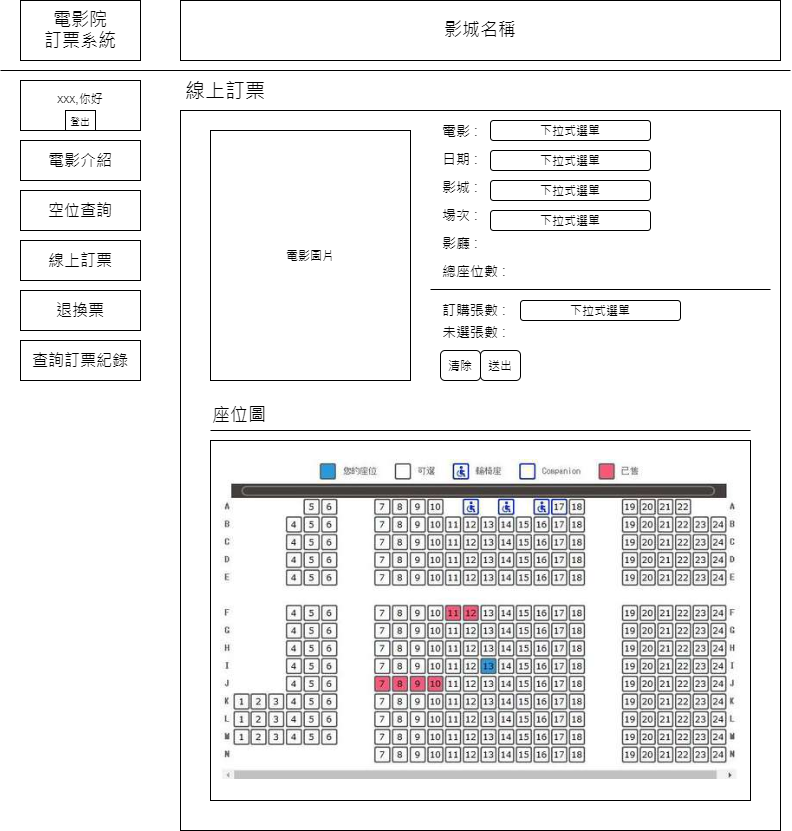 電影院
訂票系統
影城名稱
xxx,你好
登出
電影介紹
空位查詢
線上訂票
退換票
查詢訂票紀錄
線上訂票
電影圖片
電影 : 下拉式選單
日期 : 下拉式選單
影城 : 下拉式選單
場次 : 下拉式選單
影廳 :
總座位數 :
訂購張數 : 下拉式選單
未選張數 :
清除 送出
座位圖
您的座位 可選 輪椅座 Companion 已售
A 5 6 7 8 9 10 17 18 19 20 21 22 A
B 4 5 6 7 8 9 10 11 12 13 14 15 16 17 18 19 20 21 22 23 24 B
C 4 5 6 7 8 9 10 11 12 13 14 15 16 17 18 19 20 21 22 23 24 C
D 4 5 6 7 8 9 10 11 12 13 14 15 16 17 18 19 20 21 22 23 24 D
E 4 5 6 7 8 9 10 11 12 13 14 15 16 17 18 19 20 21 22 23 24 E
F 4 5 6 7 8 9 10 11 12 13 14 15 16 17 18 19 20 21 22 23 24 F
G 4 5 6 7 8 9 10 11 12 13 14 15 16 17 18 19 20 21 22 23 24 G
H 4 5 6 7 8 9 10 11 12 13 14 15 16 17 18 19 20 21 22 23 24 H
I 4 5 6 7 8 9 10 11 12 13 14 15 16 17 18 19 20 21 22 23 24 I
J 4 5 6 7 8 9 10 11 12 13 14 15 16 17 18 19 20 21 22 23 24 J
K 1 2 3 4 5 6 7 8 9 10 11 12 13 14 15 16 17 18 19 20 21 22 23 24 K
L 1 2 3 4 5 6 7 8 9 10 11 12 13 14 15 16 17 18 19 20 21 22 23 24 L
M 1 2 3 4 5 6 7 8 9 10 11 12 13 14 15 16 17 18 19 20 21 22 23 24 M
N 7 8 9 10 11 12 13 14 15 16 17 18 19 20 21 22 23 24 N